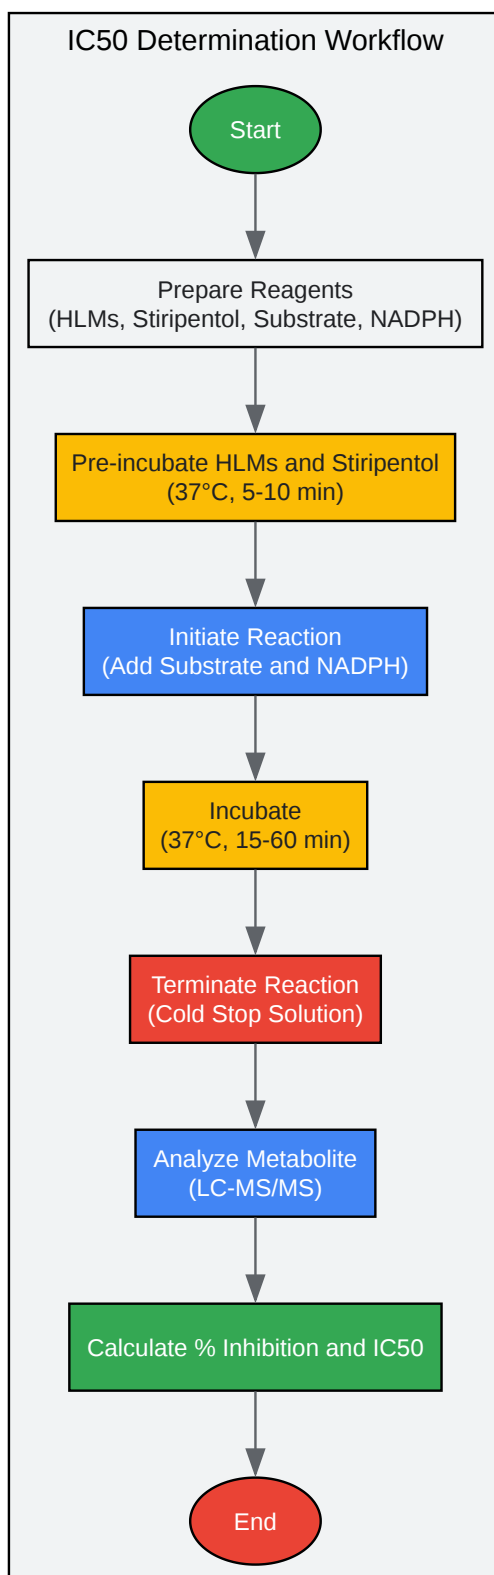 IC50 Determination Workflow
Start
Prepare Reagents
(HLMs, Stiripentol, Substrate, NADPH)
Pre-incubate HLMs and Stiripentol
(37°C, 5-10 min)
Initiate Reaction
(Add Substrate and NADPH)
Incubate
(37°C, 15-60 min)
Terminate Reaction
(Cold Stop Solution)
Analyze Metabolite
(LC-MS/MS)
Calculate % Inhibition and IC50
End